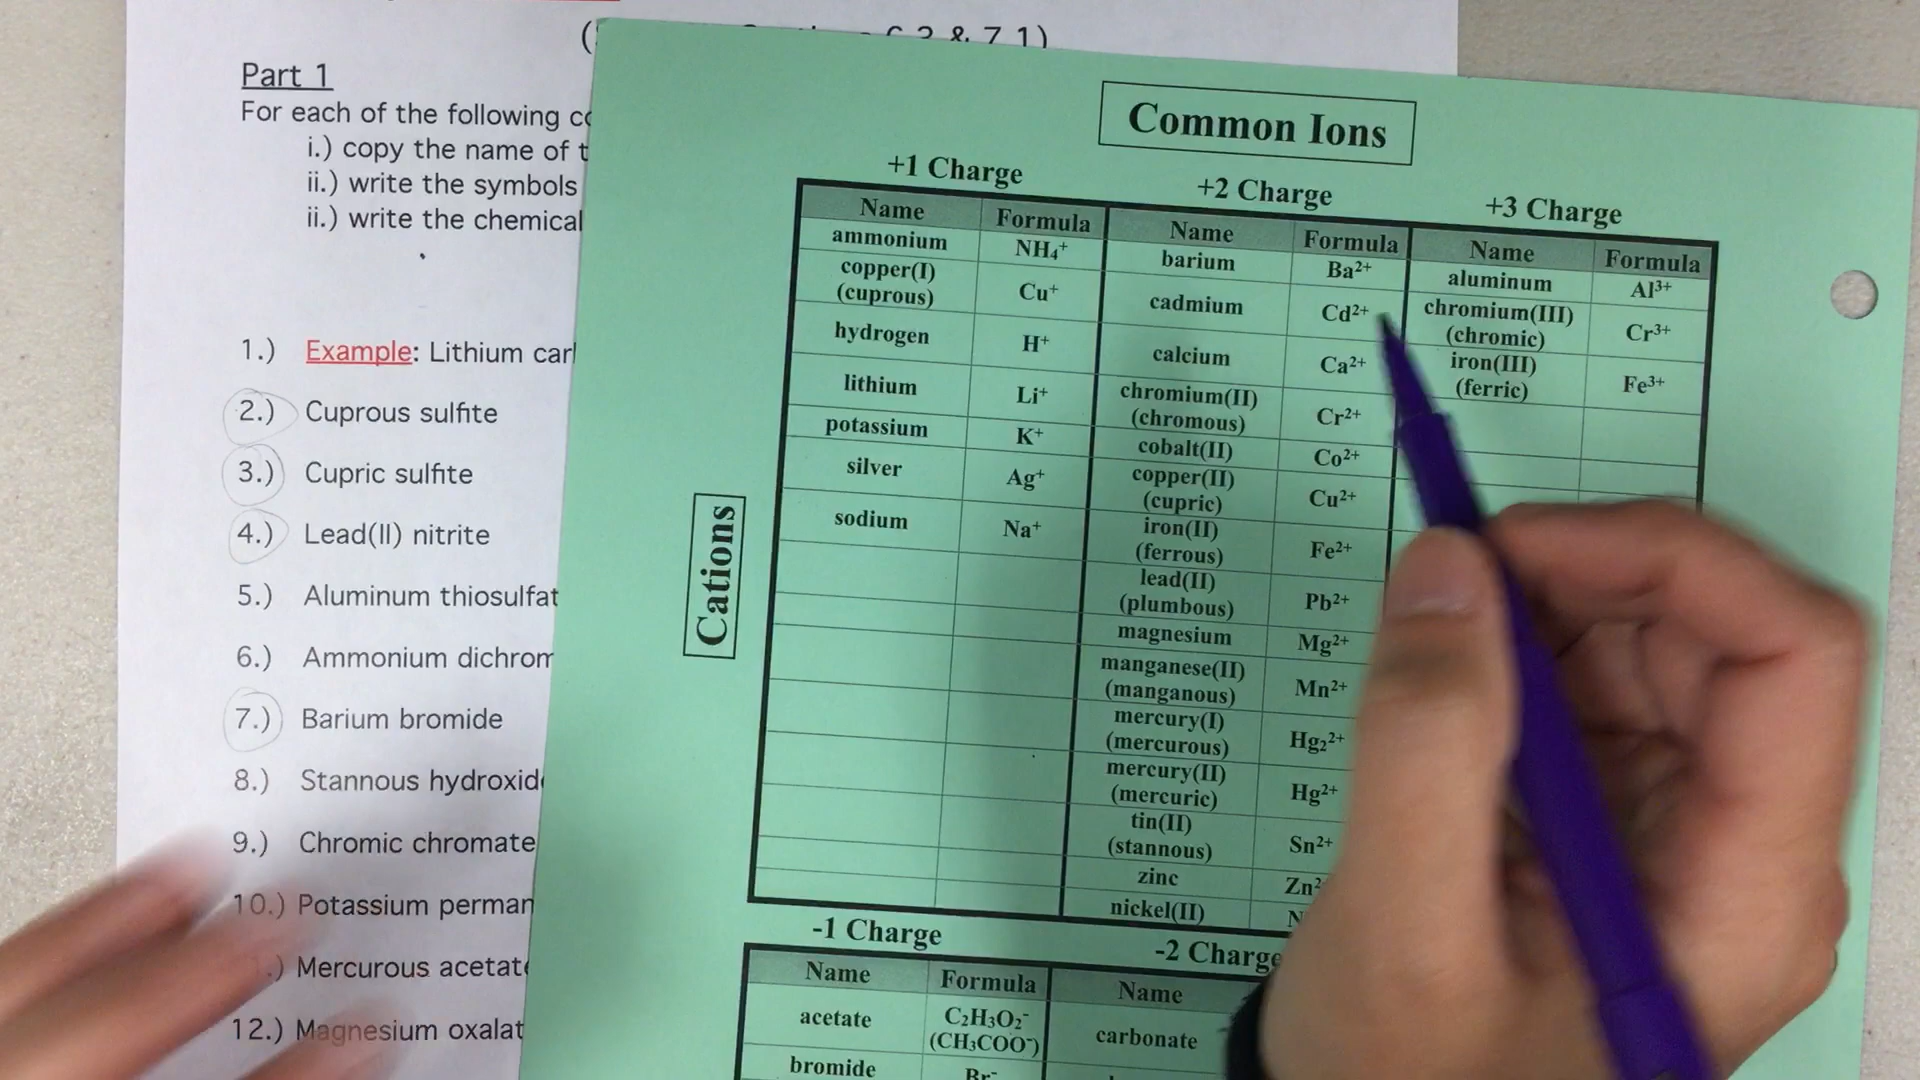 & 7.1)
Part 1
For each of the following
i.) copy the name of
ii.) write the symbols
ii.) write the chemical
1.) Example: Lithium
2.) Cuprous sulfite
3.) Cupric sulfite
4.) Lead(II) nitrite
5.) Aluminum thiosulfat
6.) Ammonium dichrom
7.) Barium bromide
8.) Stannous hydroxid
9.) Chromic chromate
10.) Potassium perman
.) Mercurous acetat
12.) Magnesium oxalat
Common Ions
+1 Charge +2 Charge +3 Charge
Name Formula Name Formula Name Formula
ammonium NH₄⁺ barium Ba²⁺ aluminum Al³⁺
copper(I) (cuprous) Cu⁺ cadmium Cd²⁺ chromium(III) (chromic) Cr³⁺
hydrogen H⁺ calcium Ca²⁺ iron(III) (ferric) Fe³⁺
lithium Li⁺ chromium(II) (chromous) Cr²⁺
potassium K⁺ cobalt(II) Co²⁺
silver Ag⁺ copper(II) (cupric) Cu²⁺
sodium Na⁺ iron(II) (ferrous) Fe²⁺
lead(II) (plumbous) Pb²⁺
magnesium Mg²⁺
manganese(II) (manganous) Mn²⁺
mercury(I) (mercurous) Hg₂²⁺
mercury(II) (mercuric) Hg²⁺
tin(II) (stannous) Sn²⁺
zinc Zn²
nickel(II) N
Cations
-1 Charge -2 Charge
Name Formula Name
acetate C₂H₃O₂⁻ (CH₃COO⁻) carbonate
bromide Br⁻